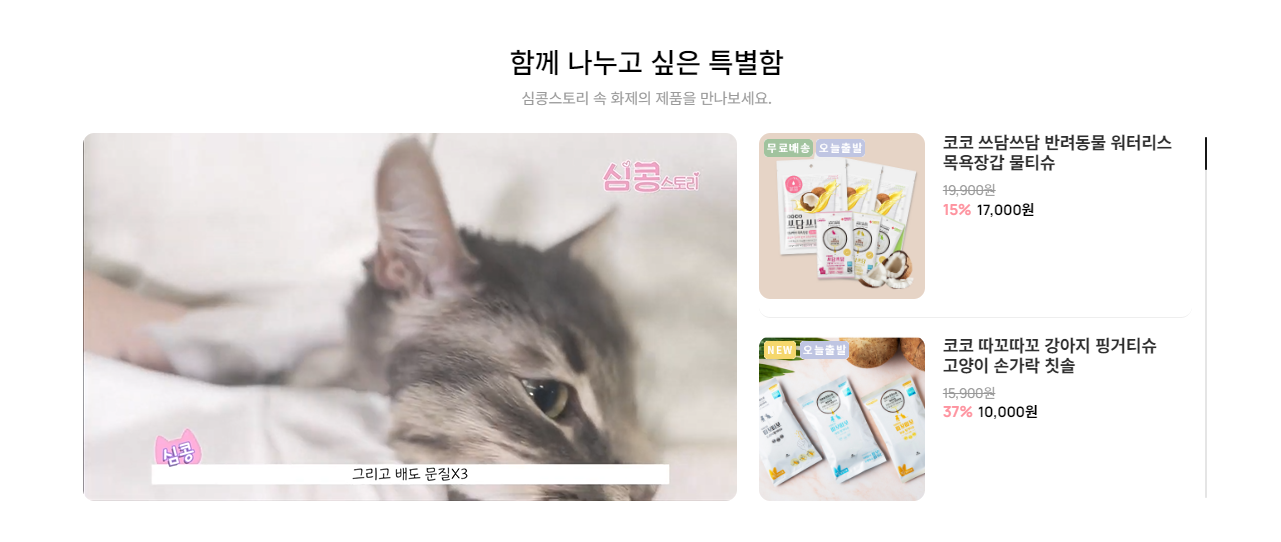 함께 나누고 싶은 특별함
심콩스토리 속 화제의 제품을 만나보세요.
심콩스토리
심콩
그리고 배도 문질X3
무료배송 오늘출발
COCO
쓰담쓰
코코 쓰담쓰담 반려동물 워터리스
목욕장갑 물티슈
19,900원
15% 17,000원
NEW 오늘출발
코코 따꼬따꼬 강아지 핑거티슈
고양이 손가락 칫솔
15,900원
37% 10,000원